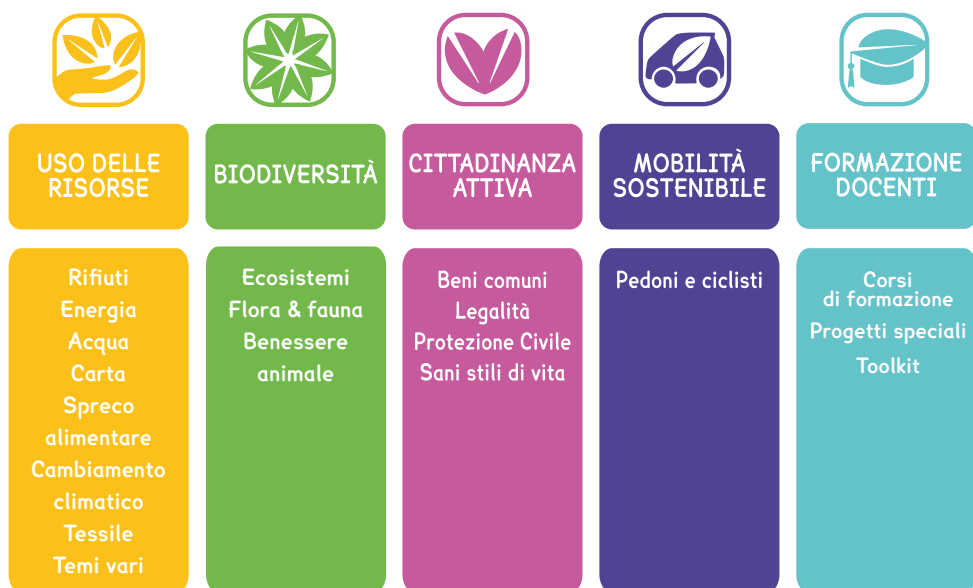 USO DELLE
RISORSE
BIODIVERSITÀ
CITTADINANZA
ATTIVA
MOBILITÀ
SOSTENIBILE
FORMAZIONE
DOCENTI
Rifiuti
Energia
Acqua
Carta
Spreco
alimentare
Cambiamento
climatico
Tessile
Temi vari
Ecosistemi
Flora & fauna
Benessere
animale
Beni comuni
Legalità
Protezione Civile
Sani stili di vita
Pedoni e ciclisti
Corsi
di formazione
Progetti speciali
Toolkit